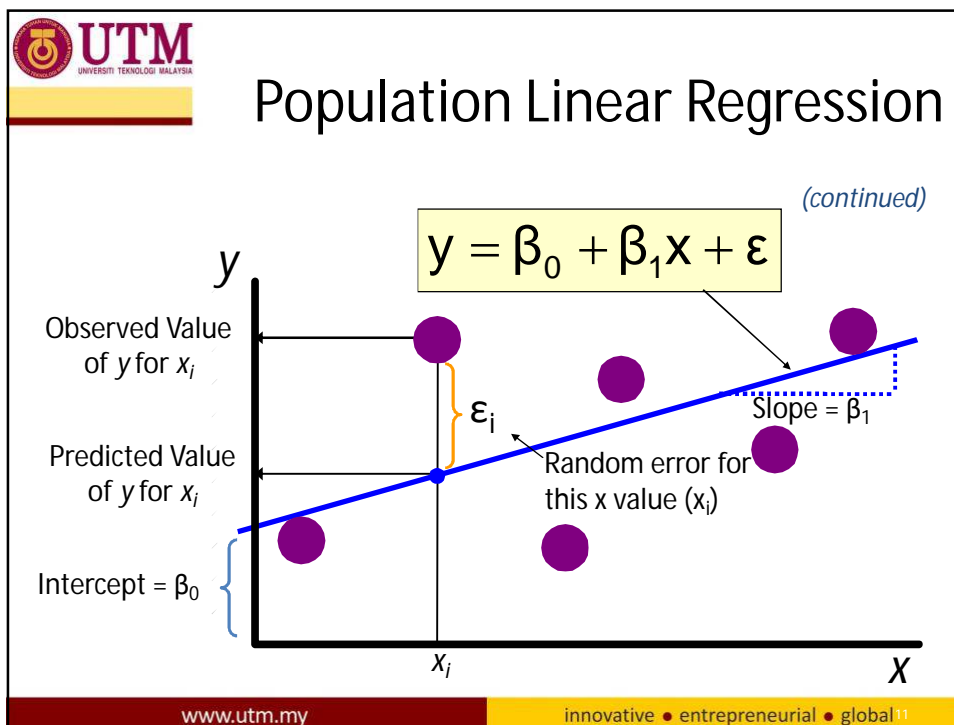 UTM
UNIVERSITI TEKNOLOGI MALAYSIA
Population Linear Regression
(continued)
y = β₀ + β₁x + ε
y
Observed Value
of y for xᵢ
εᵢ
Slope = β₁
Predicted Value
of y for xᵢ
Random error for
this x value (xᵢ)
Intercept = β₀
xᵢ
x
www.utm.my
innovative ● entrepreneurial ● global 11